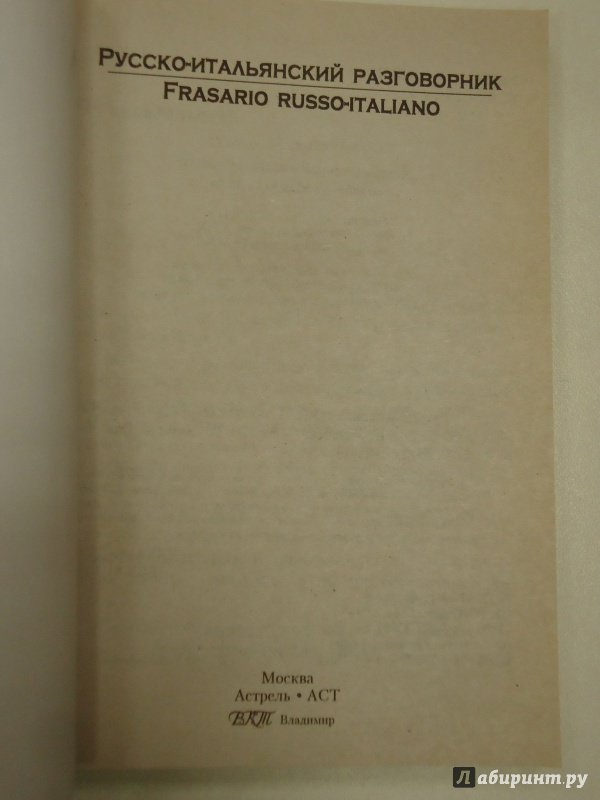 Русско-итальянский разговорник
Frasario russo-italiano
Москва
Астрель • АСТ
ВКТ Владимир
лабиринт.ру